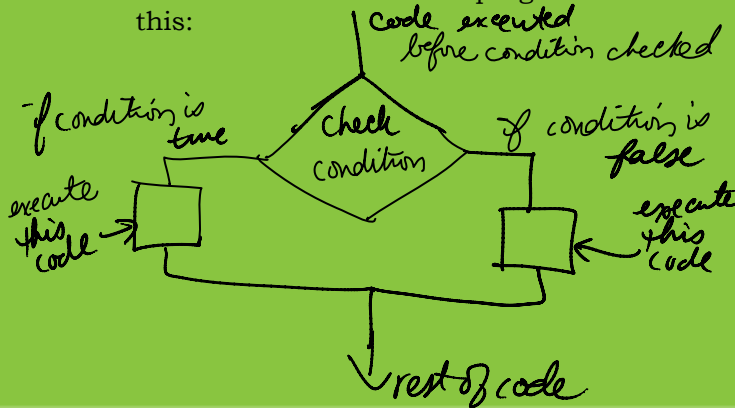 this:
code executed
before condition checked
if condition is
true
check
condition
if condition is
false
execute
this
code
execute
this
code
rest of code